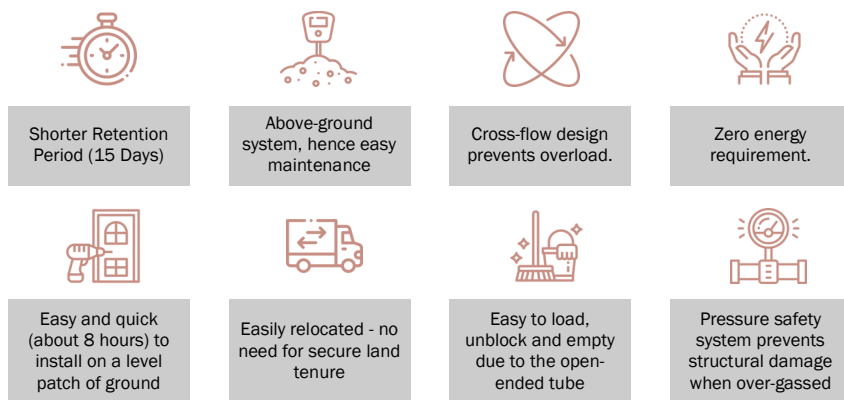 Shorter Retention
Period (15 Days)
Above-ground
system, hence easy
maintenance
Cross-flow design
prevents overload.
Zero energy
requirement.
Easy and quick
(about 8 hours) to
install on a level
patch of ground
Easily relocated - no
need for secure land
tenure
Easy to load,
unblock and empty
due to the open-
ended tube
Pressure safety
system prevents
structural damage
when over-gassed